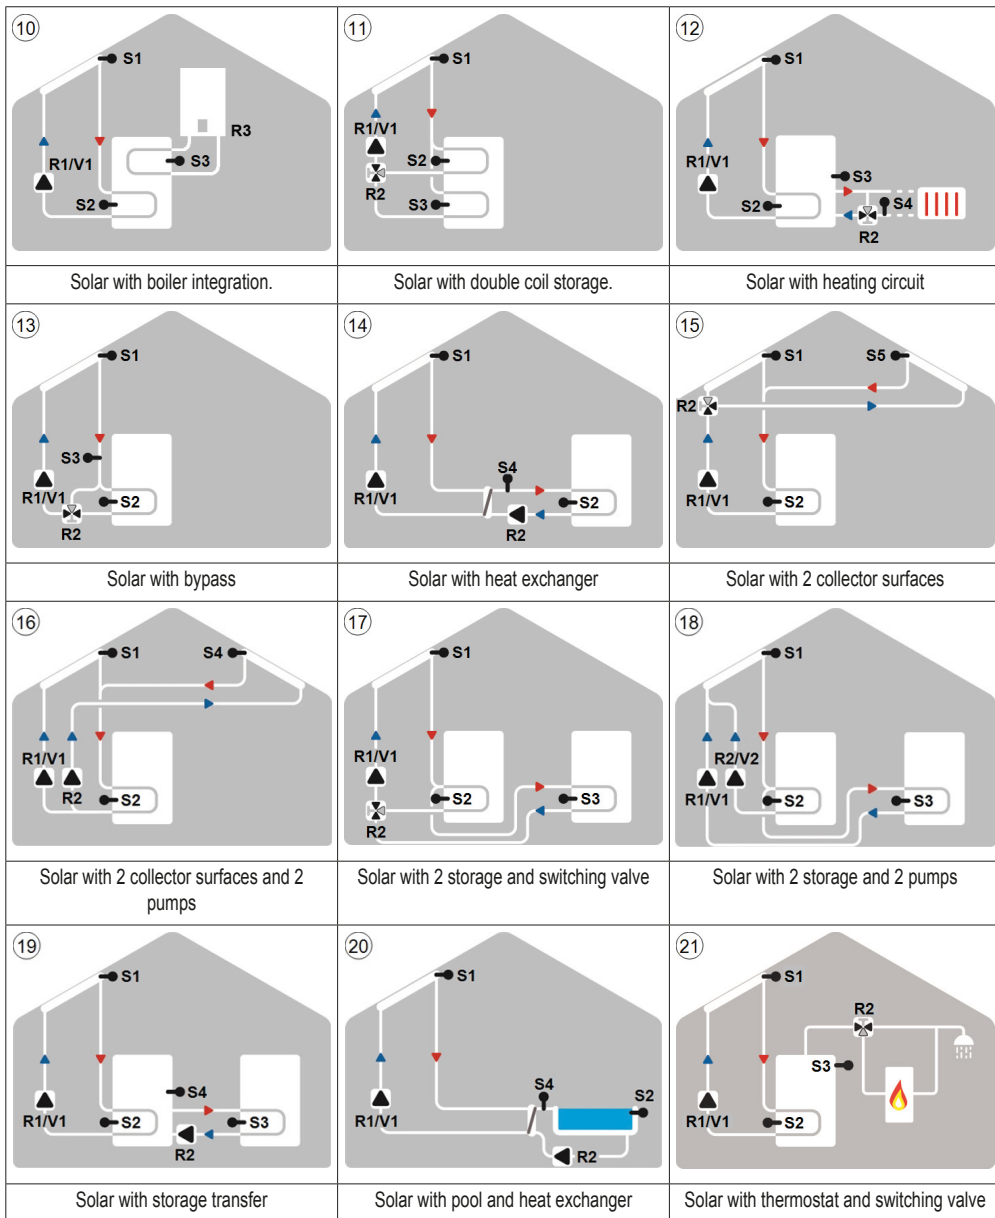 10
S1
R3
R1/V1
S3
S2
Solar with boiler integration.
11
S1
R1/V1
S2
R2
S3
Solar with double coil storage.
12
S1
R1/V1
S3
S2
S4
R2
Solar with heating circuit
13
S1
S3
R1/V1
S2
R2
Solar with bypass
14
S1
S4
R1/V1
S2
R2
Solar with heat exchanger
15
S1
S5
R2
R1/V1
S2
Solar with 2 collector surfaces
16
S1
S4
R1/V1
R2
S2
Solar with 2 collector surfaces and 2
pumps
17
S1
R1/V1
S2
S3
R2
Solar with 2 storage and switching valve
18
S1
R2/V2
R1/V1
S2
S3
Solar with 2 storage and 2 pumps
19
S1
S4
R1/V1
S2
S3
R2
Solar with storage transfer
20
S1
S4
S2
R1/V1
R2
Solar with pool and heat exchanger
21
S1
R2
S3
R1/V1
S2
Solar with thermostat and switching valve